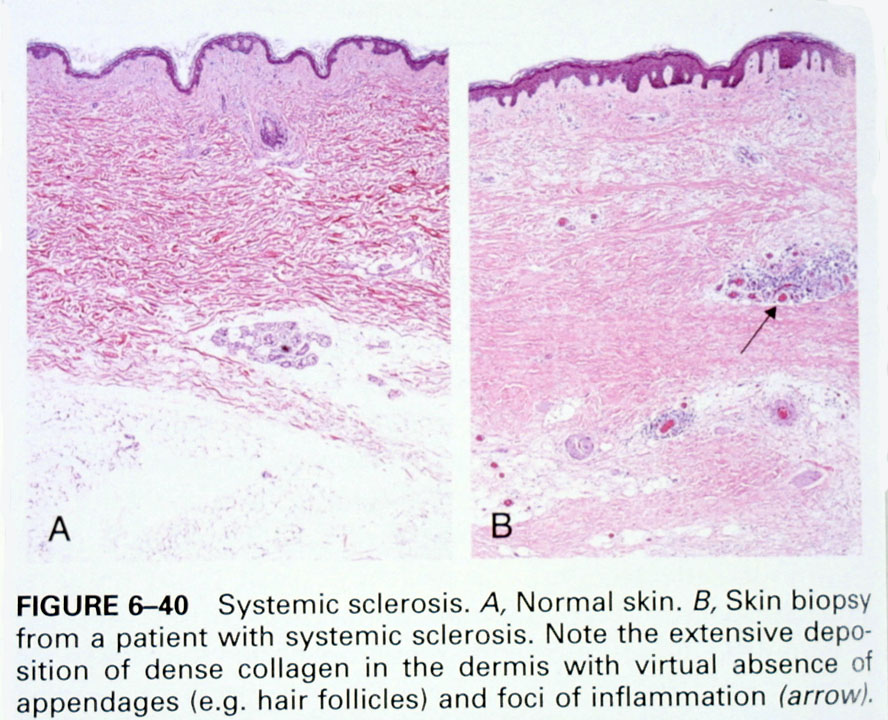 A
B
FIGURE 6–40 Systemic sclerosis. A, Normal skin. B, Skin biopsy
from a patient with systemic sclerosis. Note the extensive depo-
sition of dense collagen in the dermis with virtual absence of
appendages (e.g. hair follicles) and foci of inflammation (arrow).